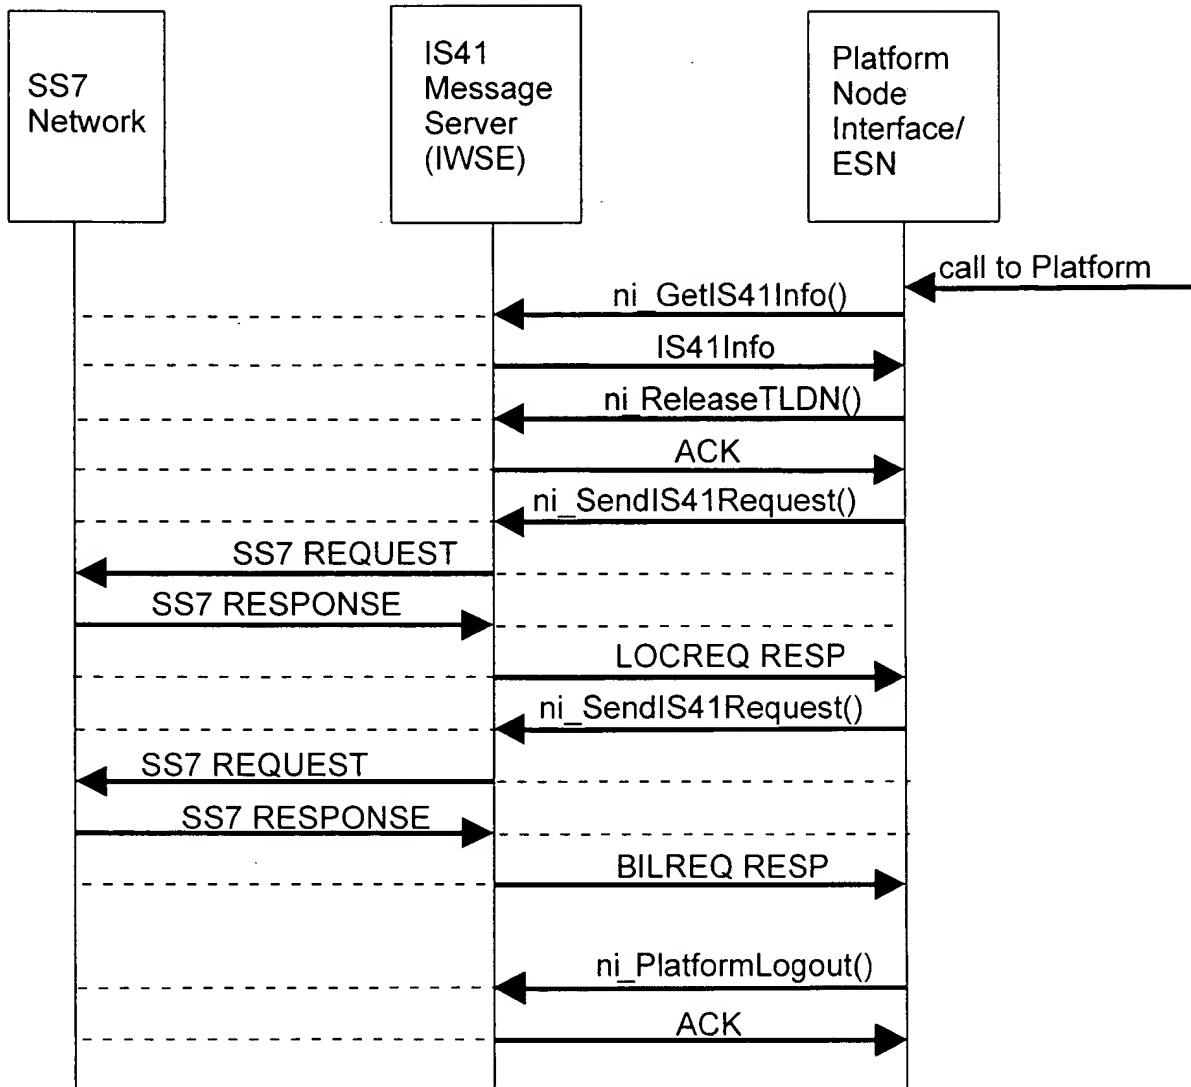 SS7
Network
IS41
Message
Server
(IWSE)
Platform
Node
Interface/
ESN
call to Platform
ni_GetIS41Info()
IS41Info
ni_ReleaseTLDN()
ACK
ni_SendIS41Request()
SS7 REQUEST
SS7 RESPONSE
LOCREQ RESP
ni_SendIS41Request()
SS7 REQUEST
SS7 RESPONSE
BILREQ RESP
ni_PlatformLogout()
ACK